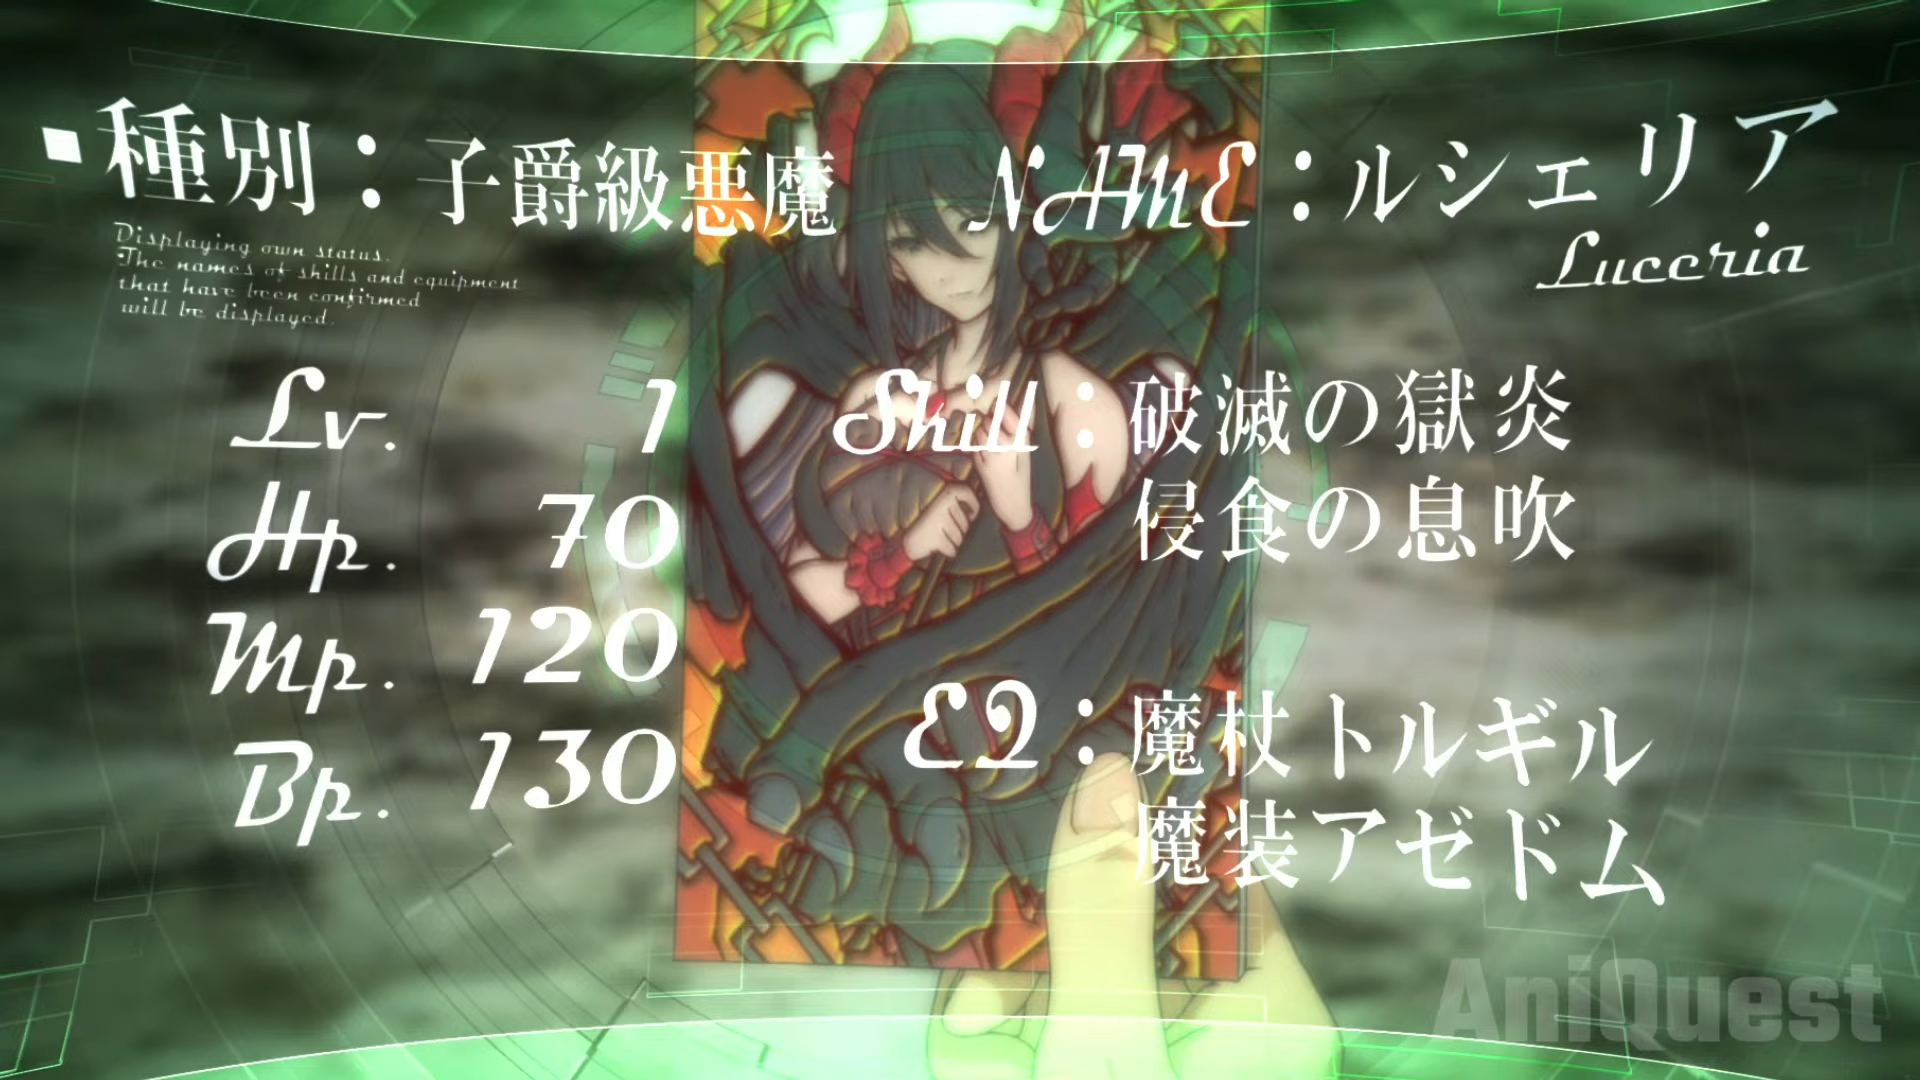 ▪種別：子爵級悪魔
NAME：ルシェリア
Luceria
Displaying own status.
The names of skills and equipment
that have been confirmed
will be displayed.
Lv. 1
Hp. 70
Mp. 120
Bp. 130
Skill：破滅の獄炎
侵食の息吹
EQ：魔杖トルギル
魔装アゼドム
AniQuest